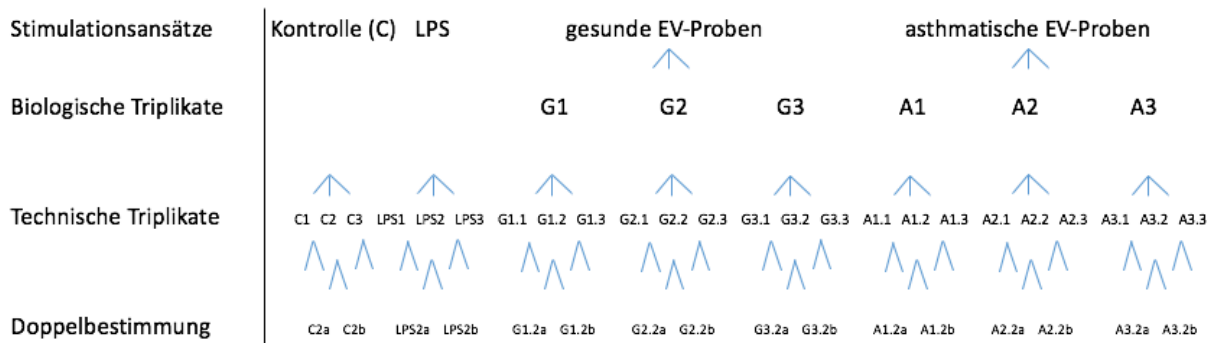 Stimulationsansätze Kontrolle (C) LPS gesunde EV-Proben asthmatische EV-Proben
Biologische Triplikate G1 G2 G3 A1 A2 A3
Technische Triplikate C1 C2 C3 LPS1 LPS2 LPS3 G1.1 G1.2 G1.3 G2.1 G2.2 G2.3 G3.1 G3.2 G3.3 A1.1 A1.2 A1.3 A2.1 A2.2 A2.3 A3.1 A3.2 A3.3
Doppelbestimmung C2a C2b LPS2a LPS2b G1.2a G1.2b G2.2a G2.2b G3.2a G3.2b A1.2a A1.2b A2.2a A2.2b A3.2a A3.2b